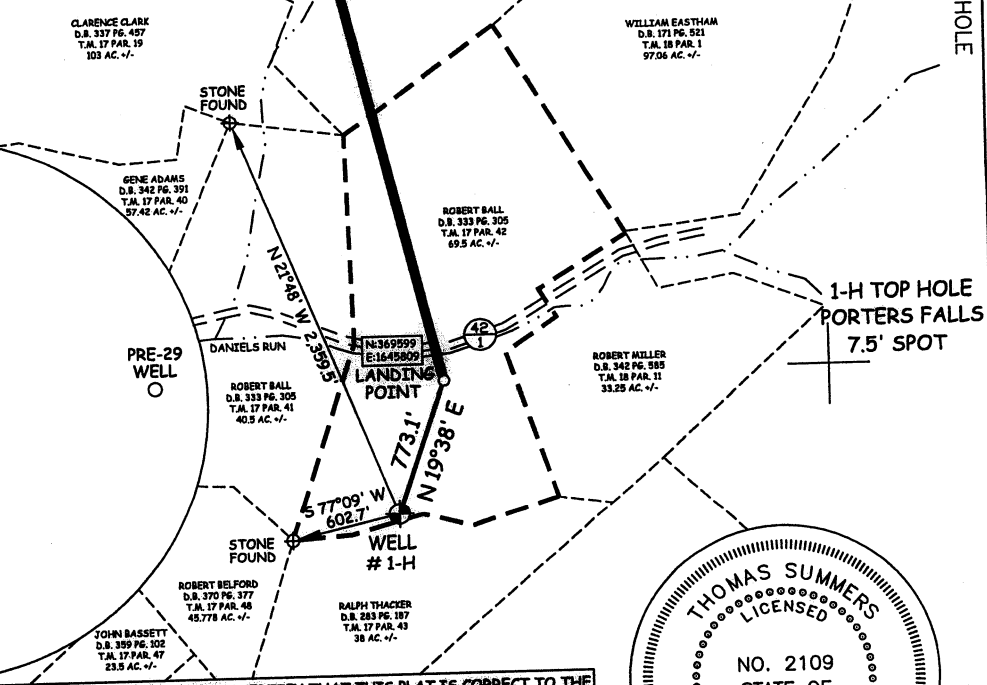 CLARENCE CLARK
D.B. 337 PG. 457
T.M. 17 PAR. 19
103 AC. +/-
WILLIAM EASTHAM
D.B. 171 PG. 521
T.M. 18 PAR. 1
97.06 AC. +/-
HOLE
STONE
FOUND
GENE ADAMS
D.B. 342 PG. 391
T.M. 17 PAR. 40
57.42 AC. +/-
ROBERT BALL
D.B. 333 PG. 305
T.M. 17 PAR. 42
69.5 AC. +/-
N 21°48' W 2,359.5'
1-H TOP HOLE
PORTERS FALLS
7.5' SPOT
42
1
N:369599
E:1645809
LANDING
POINT
DANIELS RUN
PRE-29
WELL
ROBERT BALL
D.B. 333 PG. 305
T.M. 17 PAR. 41
40.5 AC. +/-
ROBERT MILLER
D.B. 342 PG. 585
T.M. 18 PAR. 11
33.25 AC. +/-
773.1'
N 19°38' E
S 77°09' W
602.7'
STONE
FOUND
WELL
# 1-H
ROBERT BELFORD
D.B. 370 PG. 377
T.M. 17 PAR. 48
45.778 AC. +/-
RALPH THACKER
D.B. 283 PG. 187
T.M. 17 PAR. 43
38 AC. +/-
JOHN BASSETT
D.B. 359 PG. 102
T.M. 17 PAR. 47
23.5 AC. +/-
THOMAS SUMMERS
LICENSED
NO. 2109
STATE OF
THAT THIS PLAT IS CORRECT TO THE